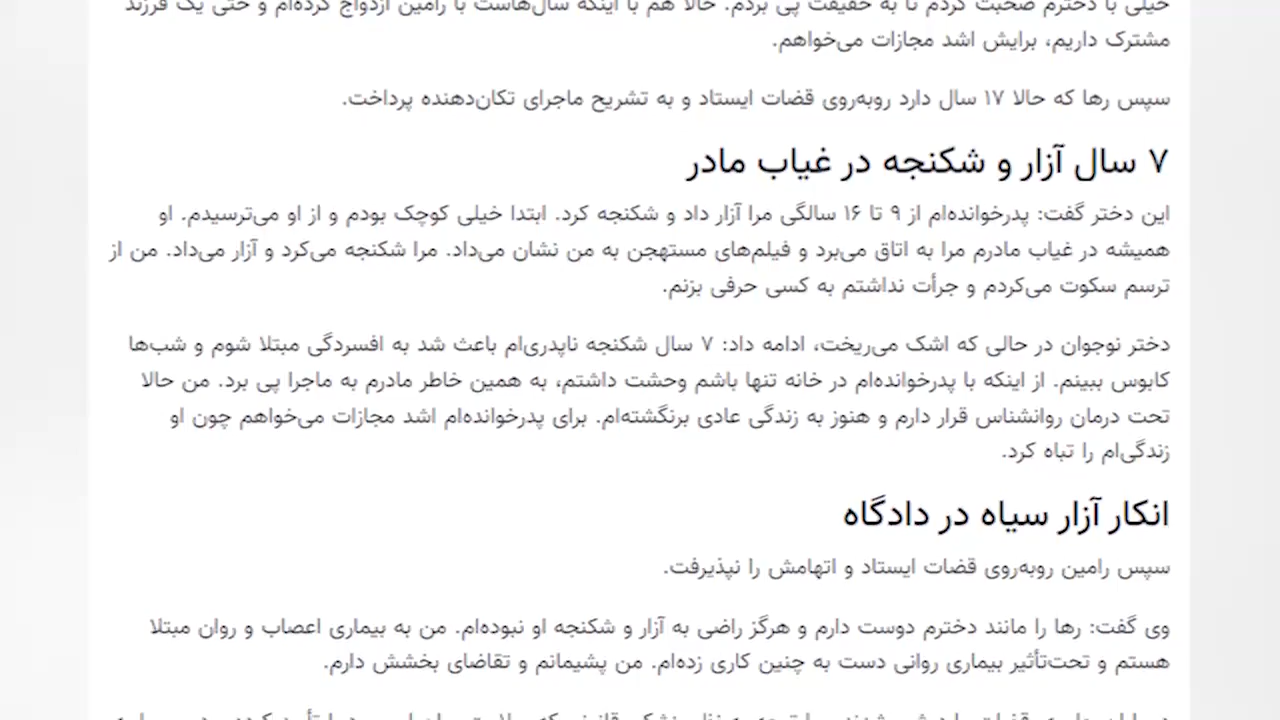 خیلی با دخترم صحبت کردم تا به حقیقت پی بردم. حالا هم با اینکه سال‌هاست با رامین ازدواج کرده‌ام و حتی یک فرزند
مشترک داریم، برایش اشد مجازات می‌خواهم.
سپس رها که حالا ۱۷ سال دارد روبه‌روی قضات ایستاد و به تشریح ماجرای تکان‌دهنده پرداخت.
۷ سال آزار و شکنجه در غیاب مادر
این دختر گفت: پدرخوانده‌ام از ۹ تا ۱۶ سالگی مرا آزار داد و شکنجه کرد. ابتدا خیلی کوچک بودم و از او می‌ترسیدم. او
همیشه در غیاب مادرم مرا به اتاق می‌برد و فیلم‌های مستهجن به من نشان می‌داد. مرا شکنجه می‌کرد و آزار می‌داد. من از
ترسم سکوت می‌کردم و جرأت نداشتم به کسی حرفی بزنم.
دختر نوجوان در حالی که اشک می‌ریخت، ادامه داد: ۷ سال شکنجه ناپدری‌ام باعث شد به افسردگی مبتلا شوم و شب‌ها
کابوس ببینم. از اینکه با پدرخوانده‌ام در خانه تنها باشم وحشت داشتم، به همین خاطر مادرم به ماجرا پی برد. من حالا
تحت درمان روانشناس قرار دارم و هنوز به زندگی عادی برنگشته‌ام. برای پدرخوانده‌ام اشد مجازات می‌خواهم چون او
زندگی‌ام را تباه کرد.
انکار آزار سیاه در دادگاه
سپس رامین روبه‌روی قضات ایستاد و اتهامش را نپذیرفت.
وی گفت: رها را مانند دخترم دوست دارم و هرگز راضی به آزار و شکنجه او نبوده‌ام. من به بیماری اعصاب و روان مبتلا
هستم و تحت‌تأثیر بیماری روانی دست به چنین کاری زده‌ام. من پشیمانم و تقاضای بخشش دارم.